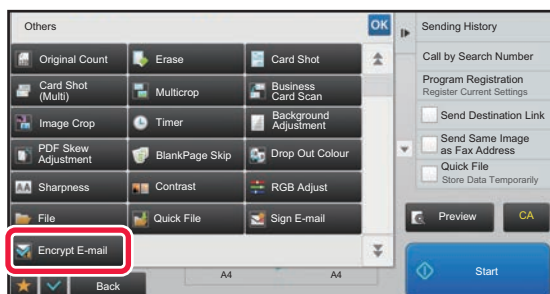 Others
OK
Original Count
Erase
Card Shot
Card Shot
(Multi)
Multicrop
Business
Card Scan
Image Crop
Timer
Background
Adjustment
PDF Skew
Adjustment
BlankPage Skip
Drop Out Colour
AA
Sharpness
Contrast
RGB Adjust
File
Quick File
Sign E-mail
Encrypt E-mail
A4
A4
Back
Sending History
Call by Search Number
Program Registration
Register Current Settings
Send Destination Link
Send Same Image
as Fax Address
Quick File
Store Data Temporarily
Preview
CA
Start